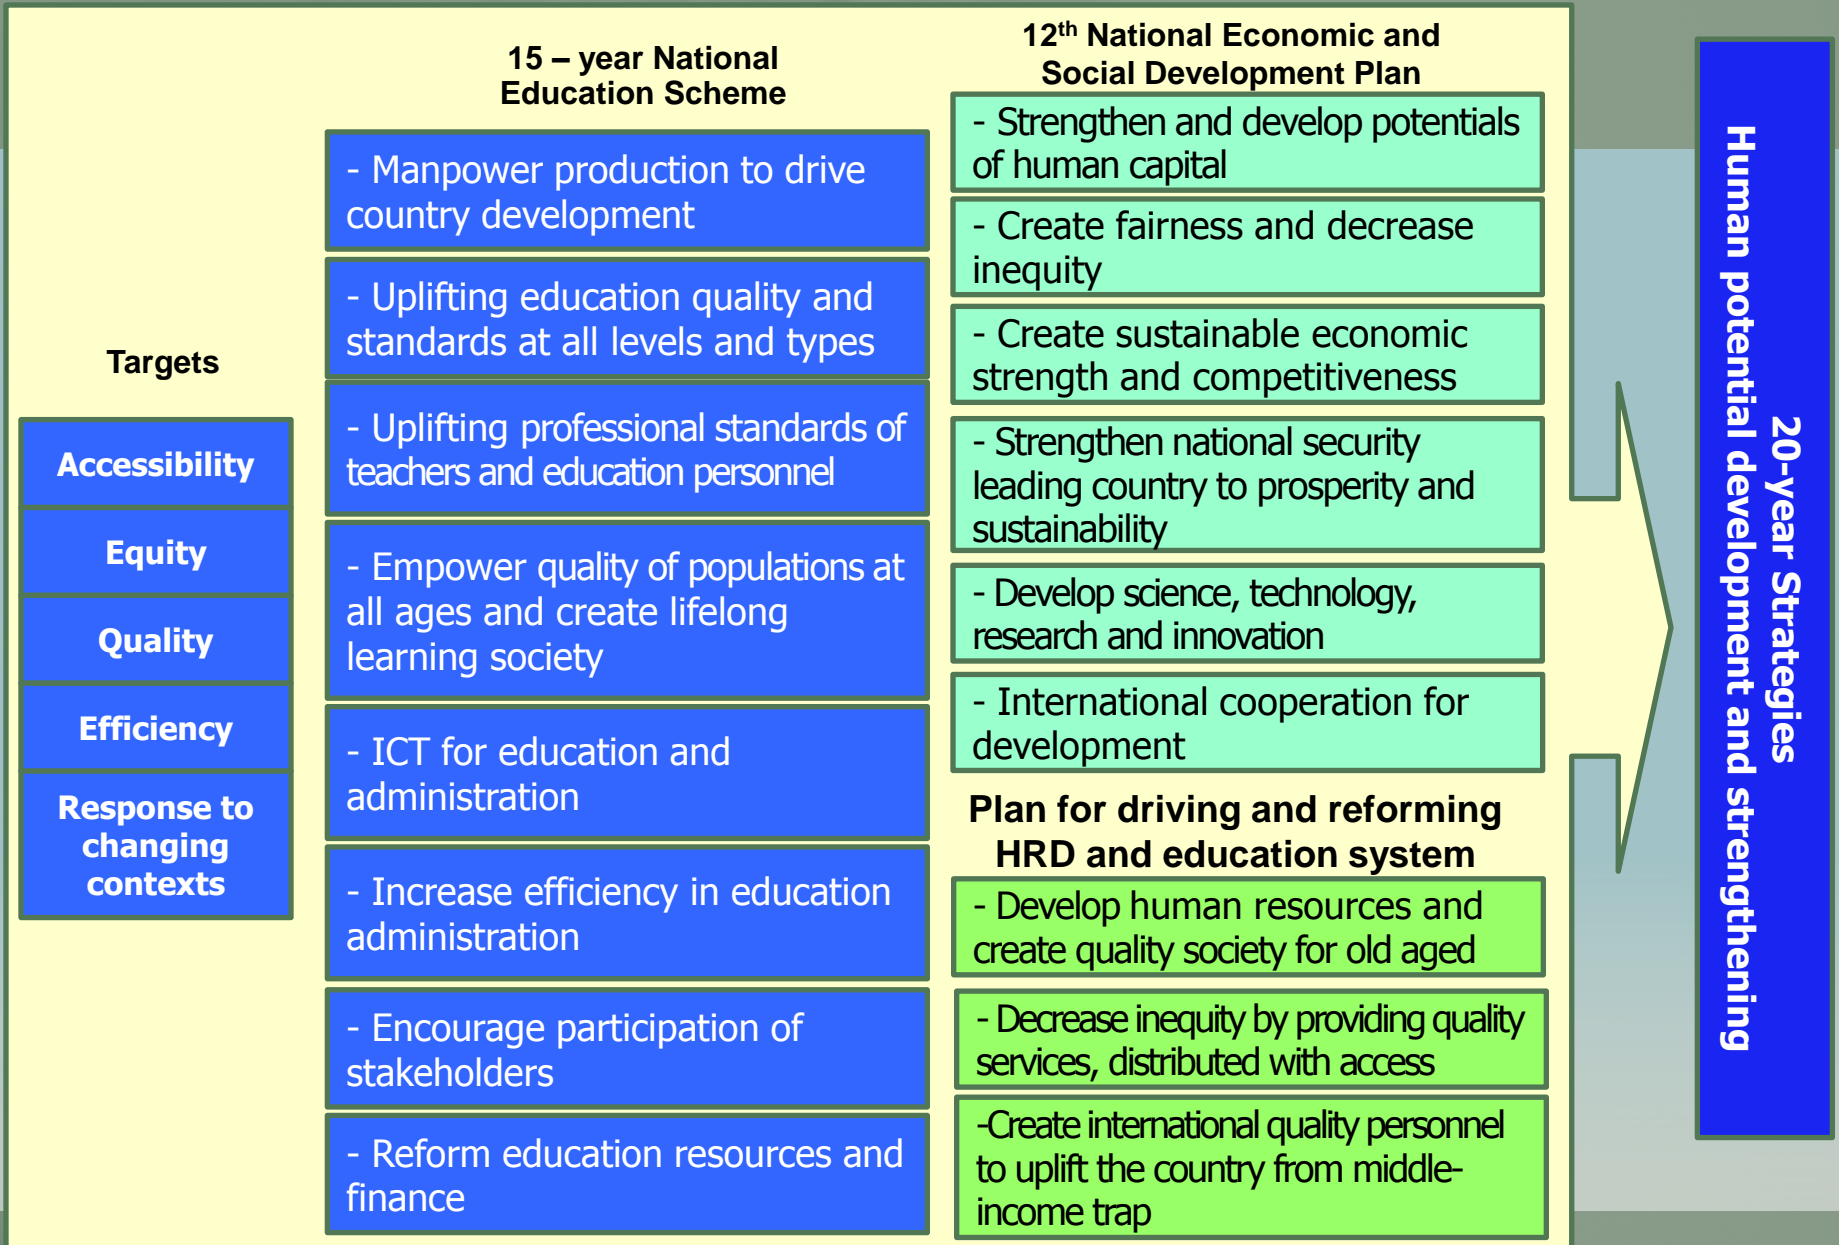 Targets
Accessibility
Equity
Quality
Efficiency
Response to
changing
contexts
15 – year National
Education Scheme
- Manpower production to drive
country development
- Uplifting education quality and
standards at all levels and types
- Uplifting professional standards of
teachers and education personnel
- Empower quality of populations at
all ages and create lifelong
learning society
- ICT for education and
administration
- Increase efficiency in education
administration
- Encourage participation of
stakeholders
- Reform education resources and
finance
12th National Economic and
Social Development Plan
- Strengthen and develop potentials
of human capital
- Create fairness and decrease
inequity
- Create sustainable economic
strength and competitiveness
- Strengthen national security
leading country to prosperity and
sustainability
- Develop science, technology,
research and innovation
- International cooperation for
development
Plan for driving and reforming
HRD and education system
- Develop human resources and
create quality society for old aged
- Decrease inequity by providing quality
services, distributed with access
-Create international quality personnel
to uplift the country from middle-
income trap
20-year Strategies
Human potential development and strengthening